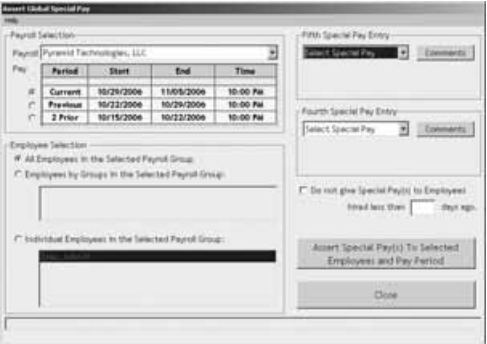 Assert Global Special Pay
Help
Payroll Selection
Payroll Pyramid Technologies, LLC
Pay
Period Start End Time
Current 10/29/2006 11/05/2006 10:00 PM
Previous 10/22/2006 10/29/2006 10:00 PM
2 Prior 10/15/2006 10/22/2006 10:00 PM
Employee Selection
All Employees in the Selected Payroll Group
Employees by Groups in the Selected Payroll Group:
Individual Employees in the Selected Payroll Group:
Fifth Special Pay Entry
Select Special Pay Comments
Fourth Special Pay Entry
Select Special Pay Comments
Do not give Special Pay(s) to Employees
hired less then days ago.
Assert Special Pay(s) To Selected
Employees and Pay Period
Close